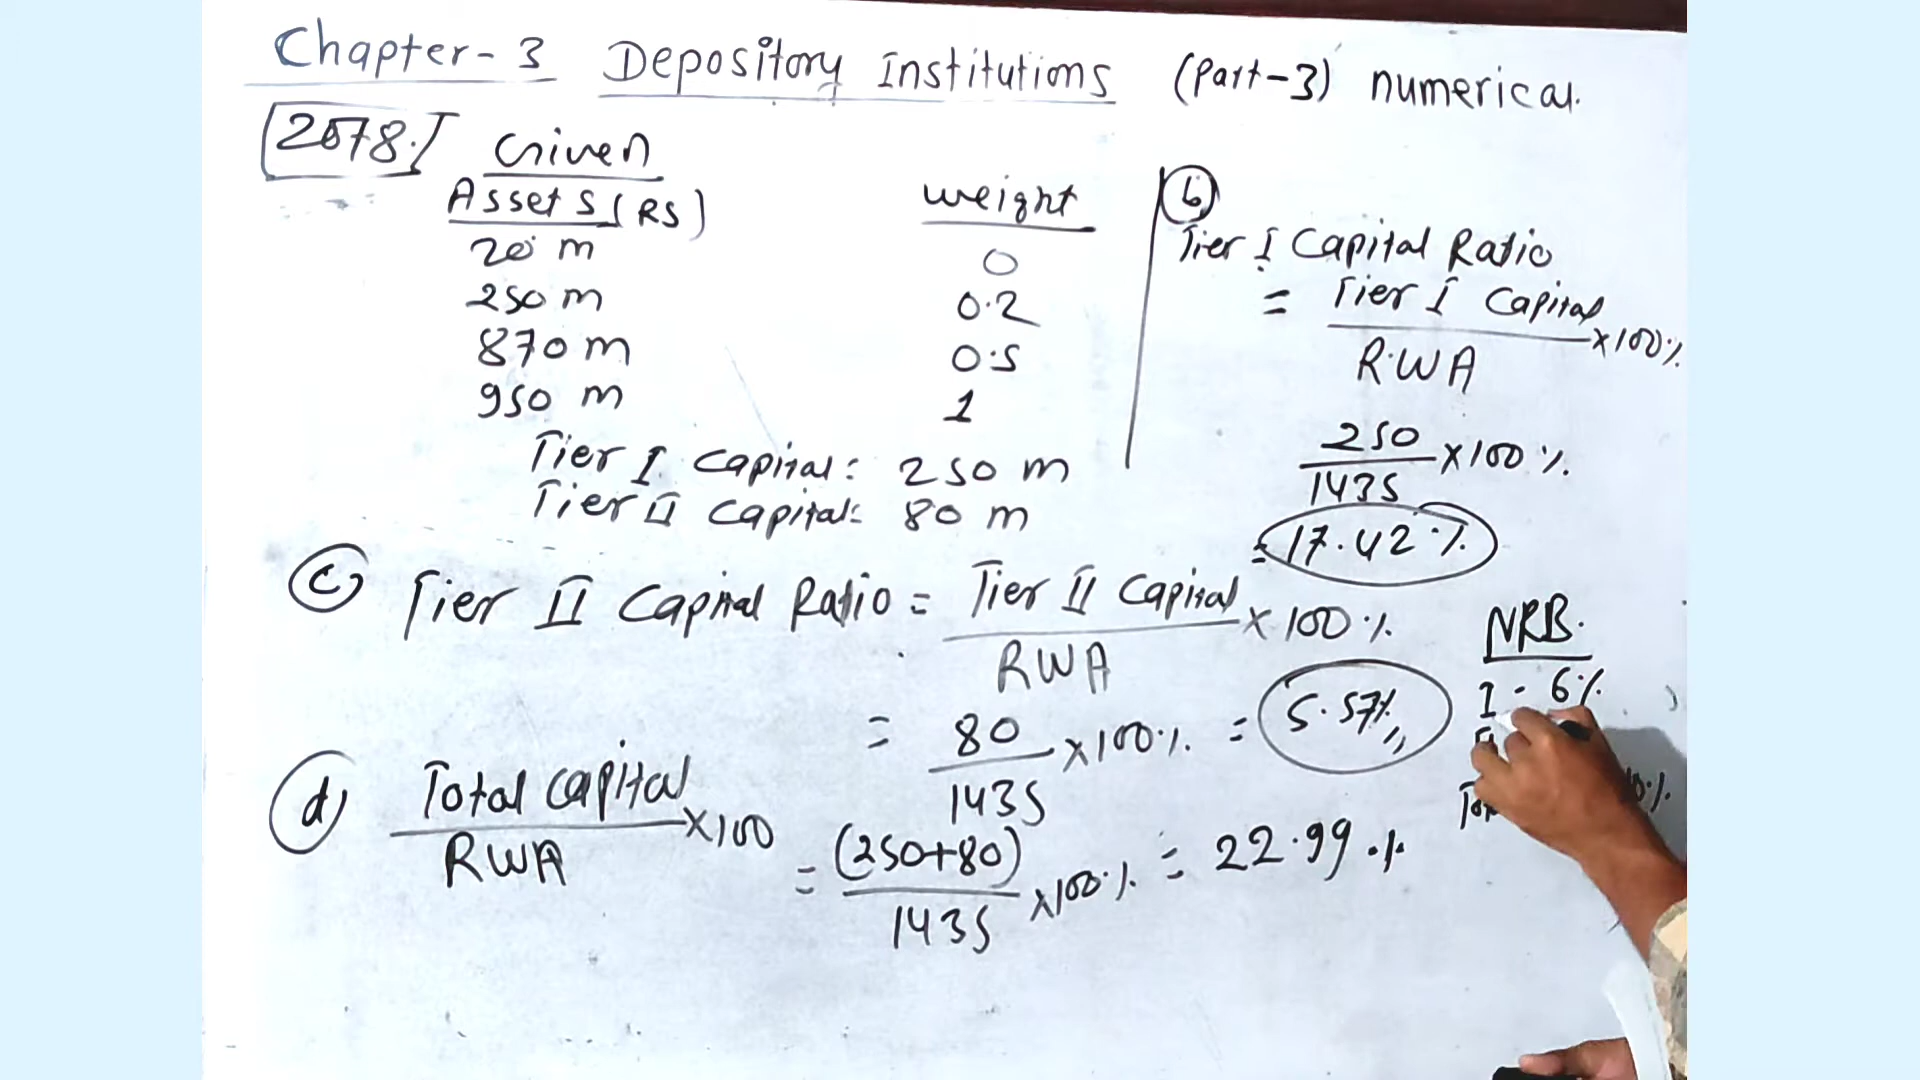 Chapter-3 Depository Institutions (Part-3) numerical.
2078.
Given
Assets (RS) weight
20 m 0
250 m 0.2
870 m 0.5
950 m 1
Tier I Capital: 250 m
Tier II Capital: 80 m
b
Tier I Capital Ratio
= Tier I Capital
R.WA
×100%
250
1435
×100%
= 17.42%
c Tier II Capital Ratio = Tier II Capital
RWA
× 100%
= 80
1435
×100% = 5.57%
d Total capital
RWA
×100
= (250+80)
1435
×100% = 22.99%
NRB.
I - 6%